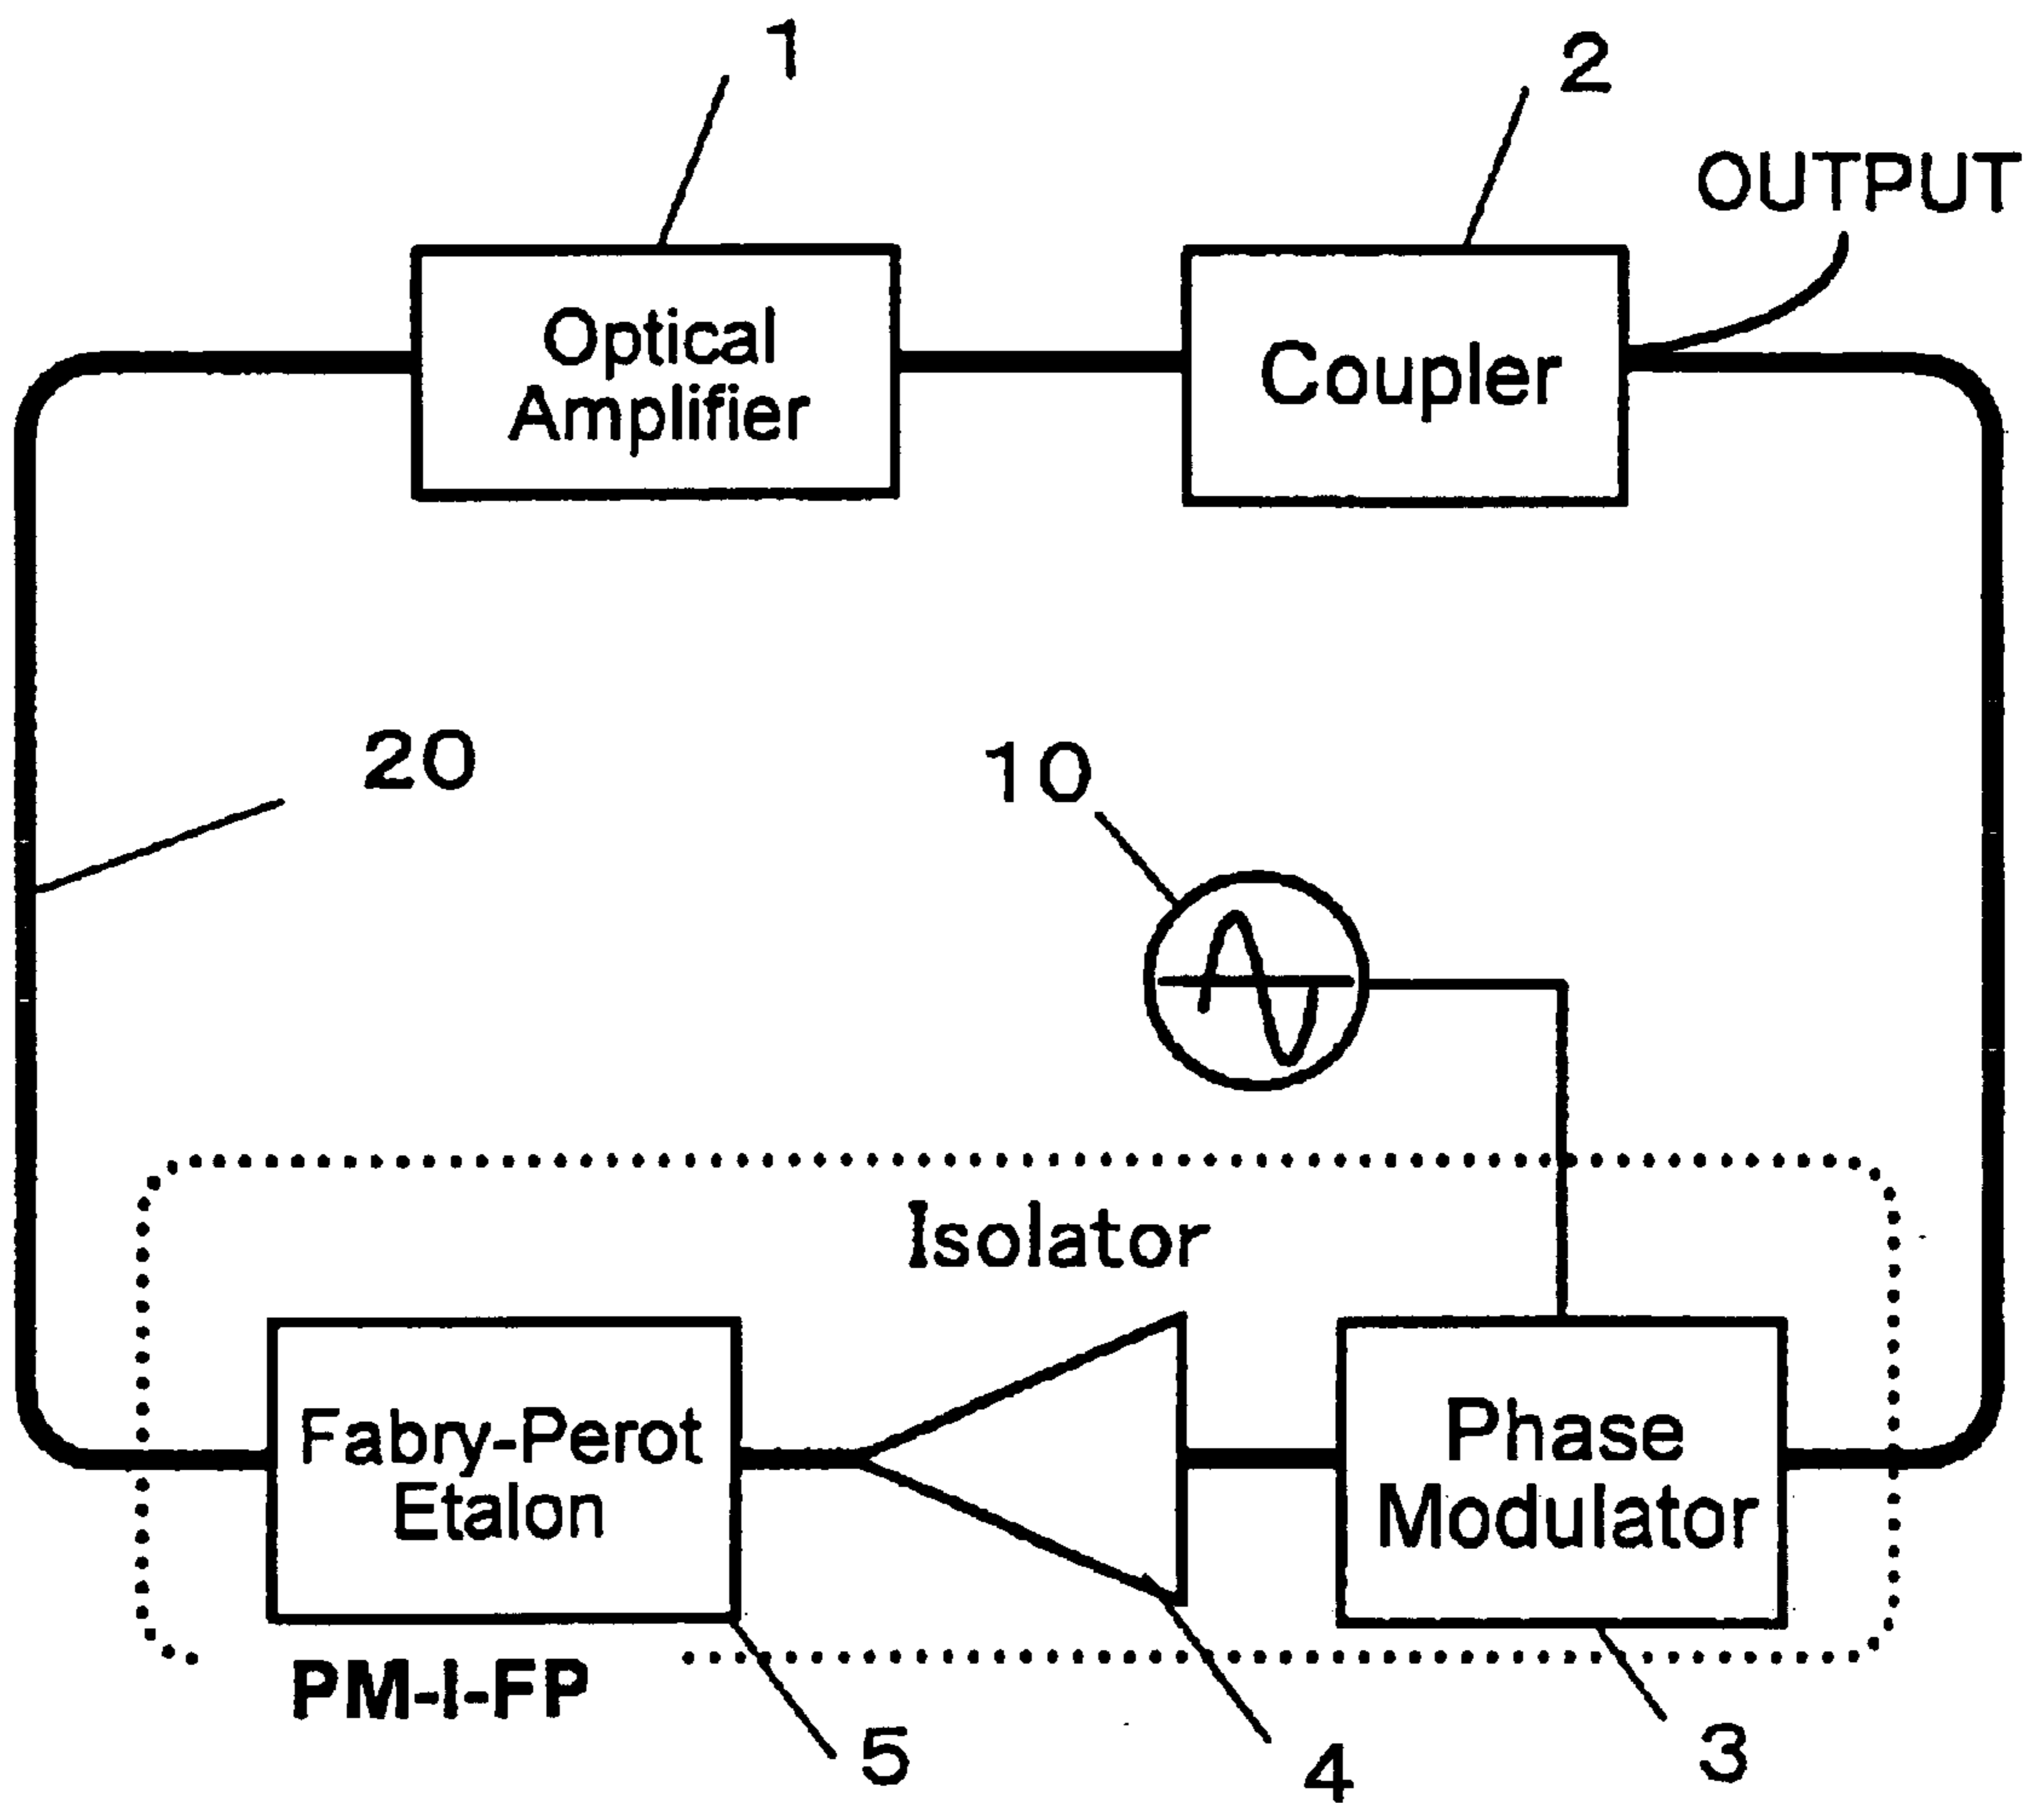 1
2
OUTPUT
Optical
Amplifier
Coupler
20
10
Isolator
Fabry-Perot
Etalon
Phase
Modulator
PM-I-FP
5
4
3